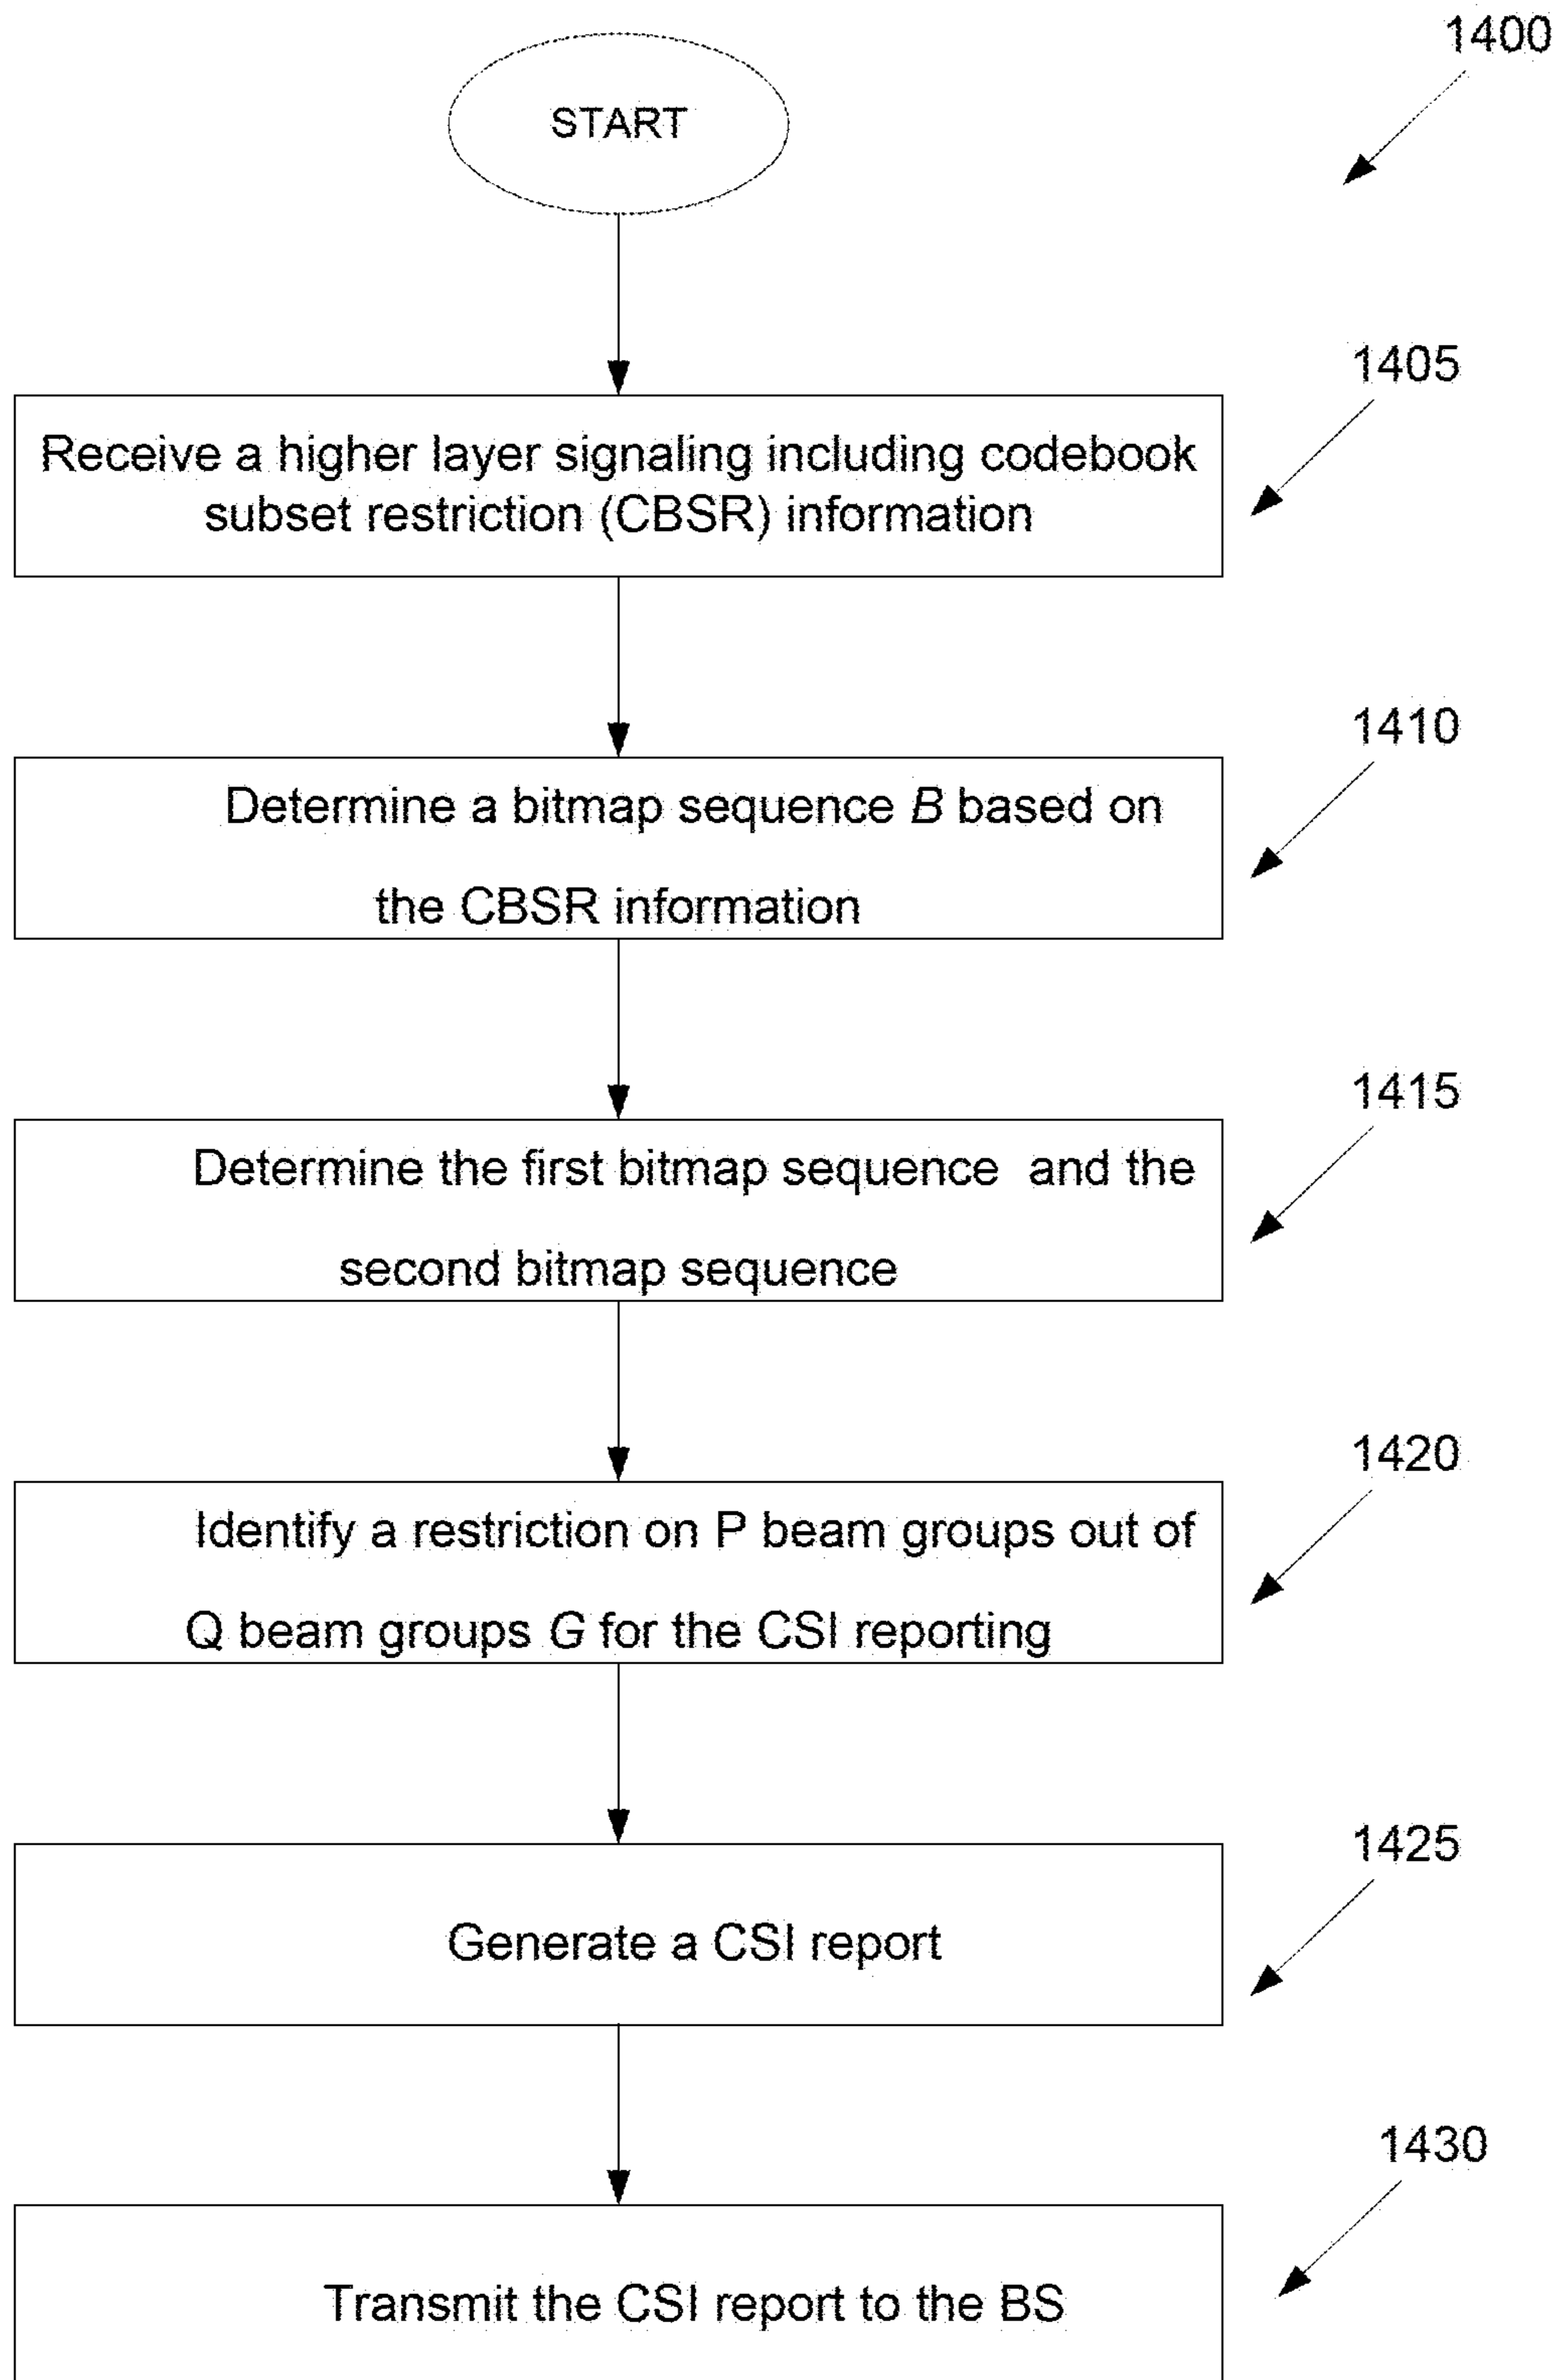 1400
START
1405
Receive a higher layer signaling including codebook
subset restriction (CBSR) information
1410
Determine a bitmap sequence B based on
the CBSR information
1415
Determine the first bitmap sequence and the
second bitmap sequence
1420
Identify a restriction on P beam groups out of
Q beam groups G for the CSI reporting
1425
Generate a CSI report
1430
Transmit the CSI report to the BS